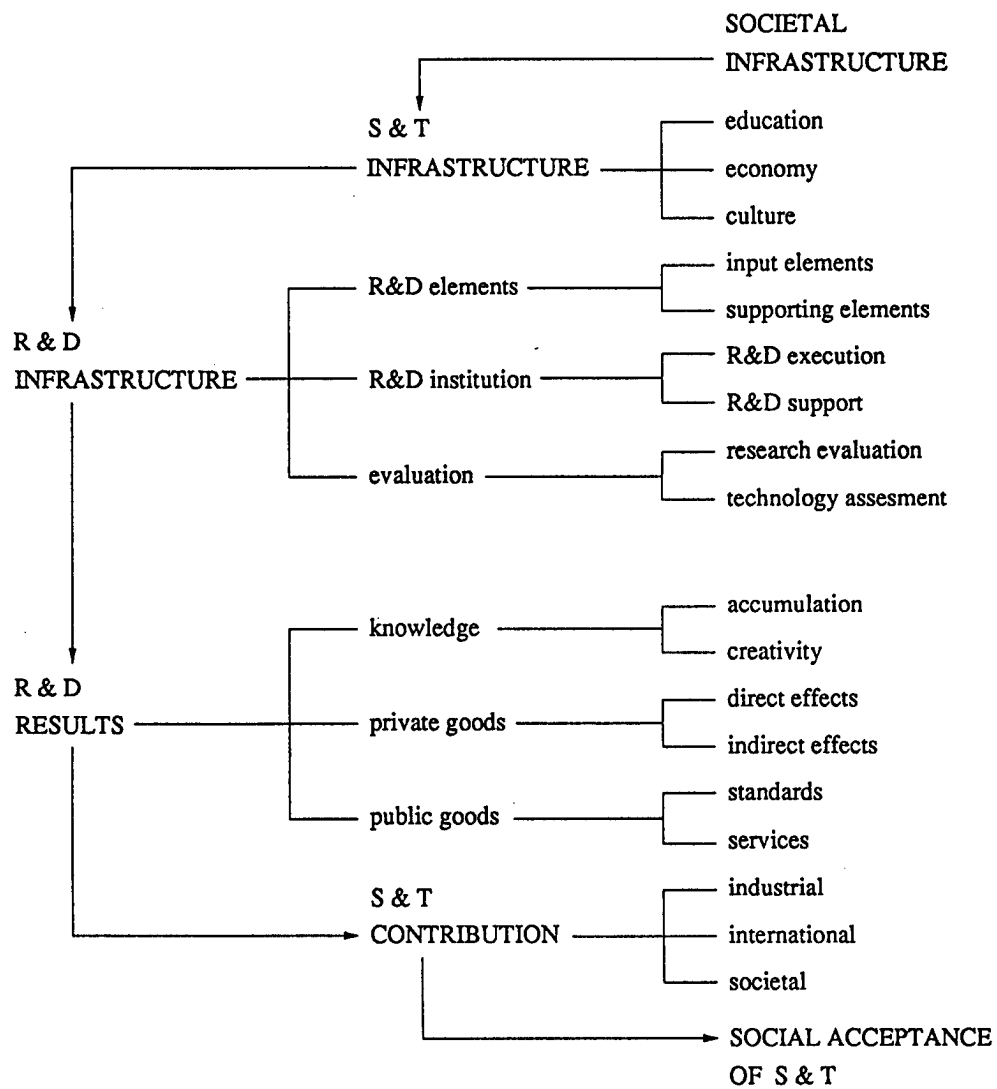 SOCIETAL
INFRASTRUCTURE
S & T
INFRASTRUCTURE
education
economy
culture
R & D
INFRASTRUCTURE
R&D elements
input elements
supporting elements
R&D institution
R&D execution
R&D support
evaluation
research evaluation
technology assesment
R & D
RESULTS
knowledge
accumulation
creativity
private goods
direct effects
indirect effects
public goods
standards
services
S & T
CONTRIBUTION
industrial
international
societal
SOCIAL ACCEPTANCE
OF S & T